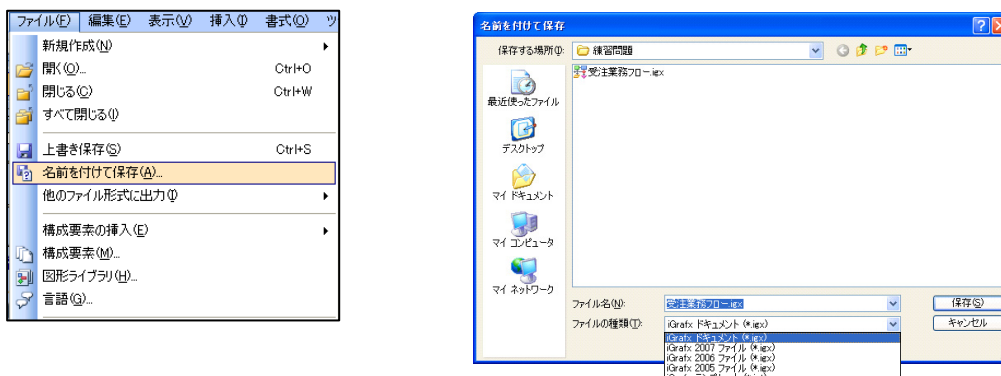 ファイル(F) 編集(E) 表示(V) 挿入(I) 書式(O) ツ
新規作成(N)
開く(O)... Ctrl+O
閉じる(C) Ctrl+W
すべて閉じる(I)
上書き保存(S) Ctrl+S
名前を付けて保存(A)...
他のファイル形式に出力(I)
構成要素の挿入(E)
構成要素(M)...
図形ライブラリ(H)...
言語(G)...
名前を付けて保存
保存する場所(I): 練習問題
受注業務フロー.igx
最近使ったファイル
デスクトップ
マイ ドキュメント
マイ コンピュータ
マイ ネットワーク
ファイル名(N): 受注業務フロー.igx 保存(S)
ファイルの種類(T): iGrafx ドキュメント (*.igx) キャンセル
iGrafx ドキュメント (*.igx)
iGrafx 2007 ファイル (*.igx)
iGrafx 2006 ファイル (*.igx)
iGrafx 2005 ファイル (*.igx)